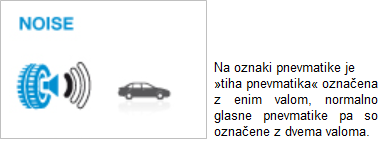 NOISE
Na oznaki pnevmatike je
»tiha pnevmatika« označena
z enim valom, normalno
glasne pnevmatike pa so
označene z dvema valoma.